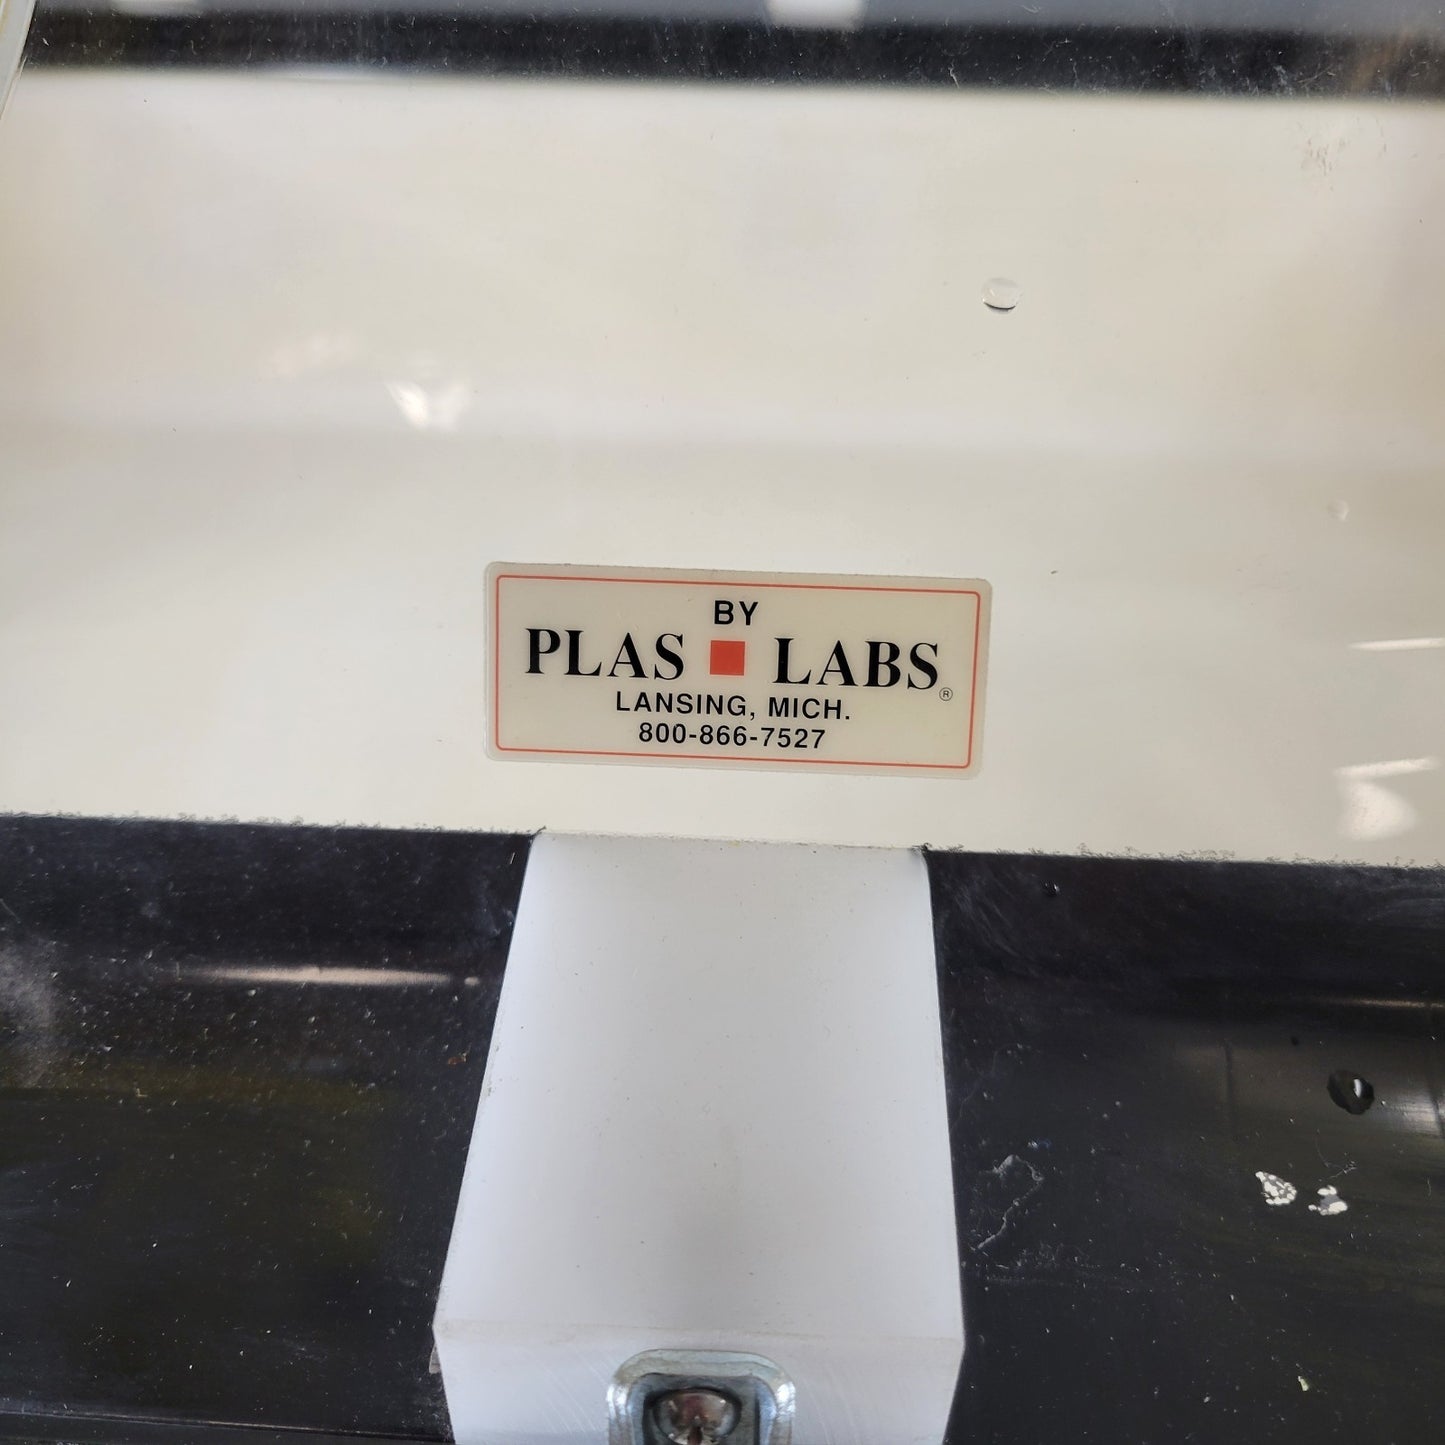 BY
PLAS LABS®
LANSING, MICH.
800-866-7527